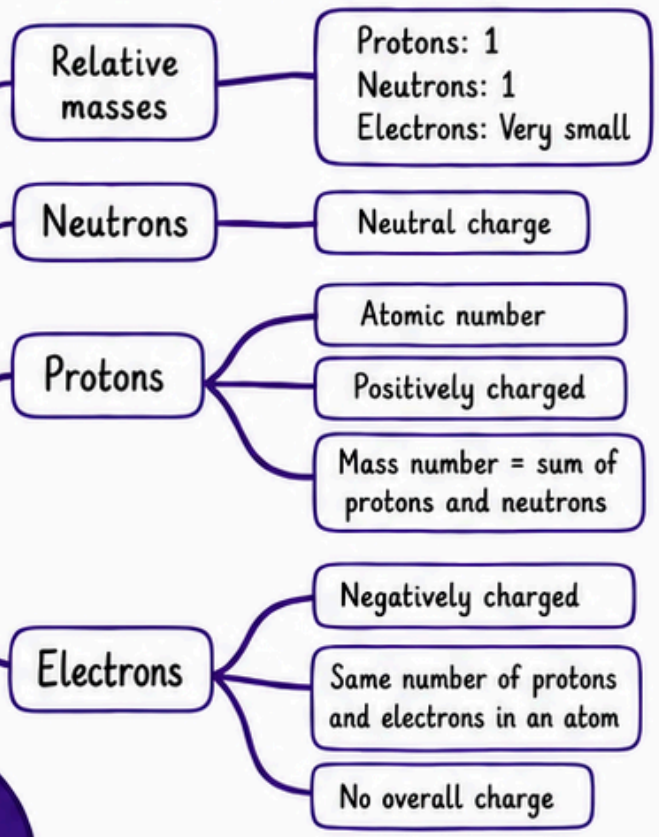 Relative
masses
Protons: 1
Neutrons: 1
Electrons: Very small
Neutrons
Neutral charge
Protons
Atomic number
Positively charged
Mass number = sum of
protons and neutrons
Electrons
Negatively charged
Same number of protons
and electrons in an atom
No overall charge